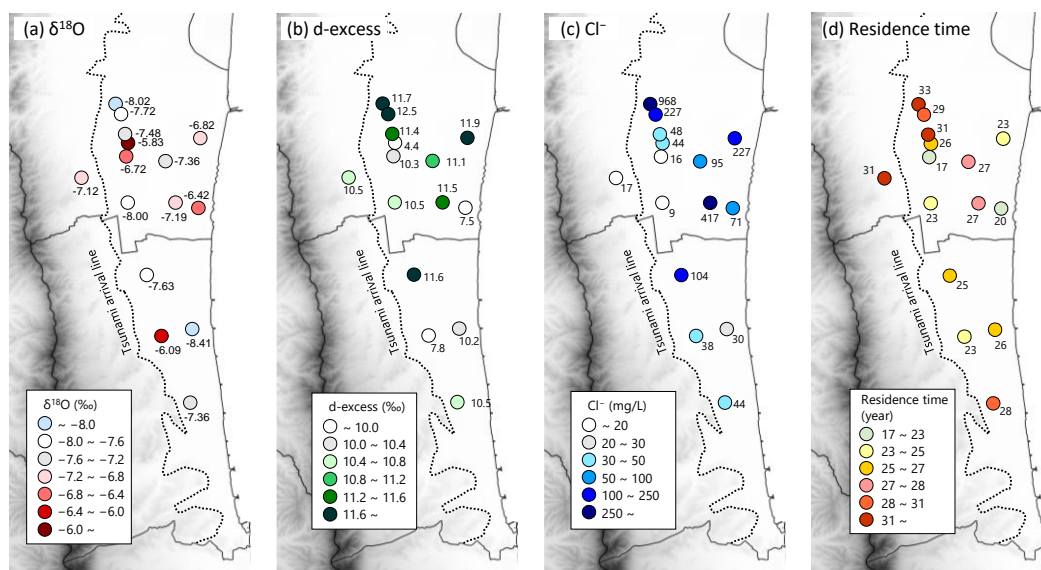 (a) δ¹⁸O
-8.02
-7.72
-7.48
-5.83
-6.82
-6.72
-7.36
-7.12
-6.42
-8.00
-7.19
Tsunami arrival line
-7.63
-8.41
-6.09
-7.36
δ¹⁸O (‰)
~ −8.0
−8.0 ~ −7.6
−7.6 ~ −7.2
−7.2 ~ −6.8
−6.8 ~ −6.4
−6.4 ~ −6.0
−6.0 ~
(b) d-excess
11.7
12.5
11.4
11.9
4.4
10.3
11.1
10.5
11.5
10.5
7.5
Tsunami arrival line
11.6
10.2
7.8
10.5
d-excess (‰)
~ 10.0
10.0 ~ 10.4
10.4 ~ 10.8
10.8 ~ 11.2
11.2 ~ 11.6
11.6 ~
(c) Cl⁻
968
227
48
44
227
16
95
17
9
417
71
Tsunami arrival line
104
30
38
44
Cl⁻ (mg/L)
~ 20
20 ~ 30
30 ~ 50
50 ~ 100
100 ~ 250
250 ~
(d) Residence time
33
29
31
23
26
17
27
31
23
27
20
Tsunami arrival line
25
23
26
28
Residence time
(year)
17 ~ 23
23 ~ 25
25 ~ 27
27 ~ 28
28 ~ 31
31 ~